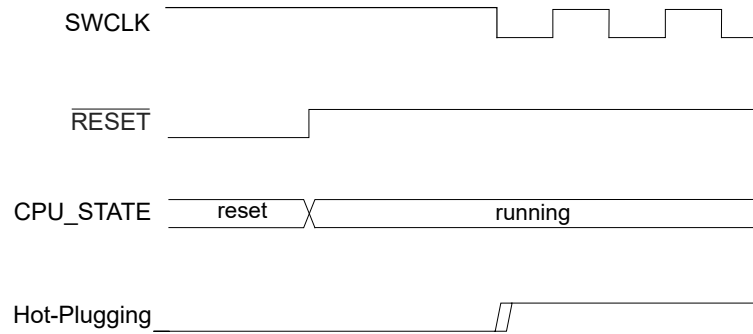 SWCLK
RESET
CPU_STATE
reset
running
Hot-Plugging